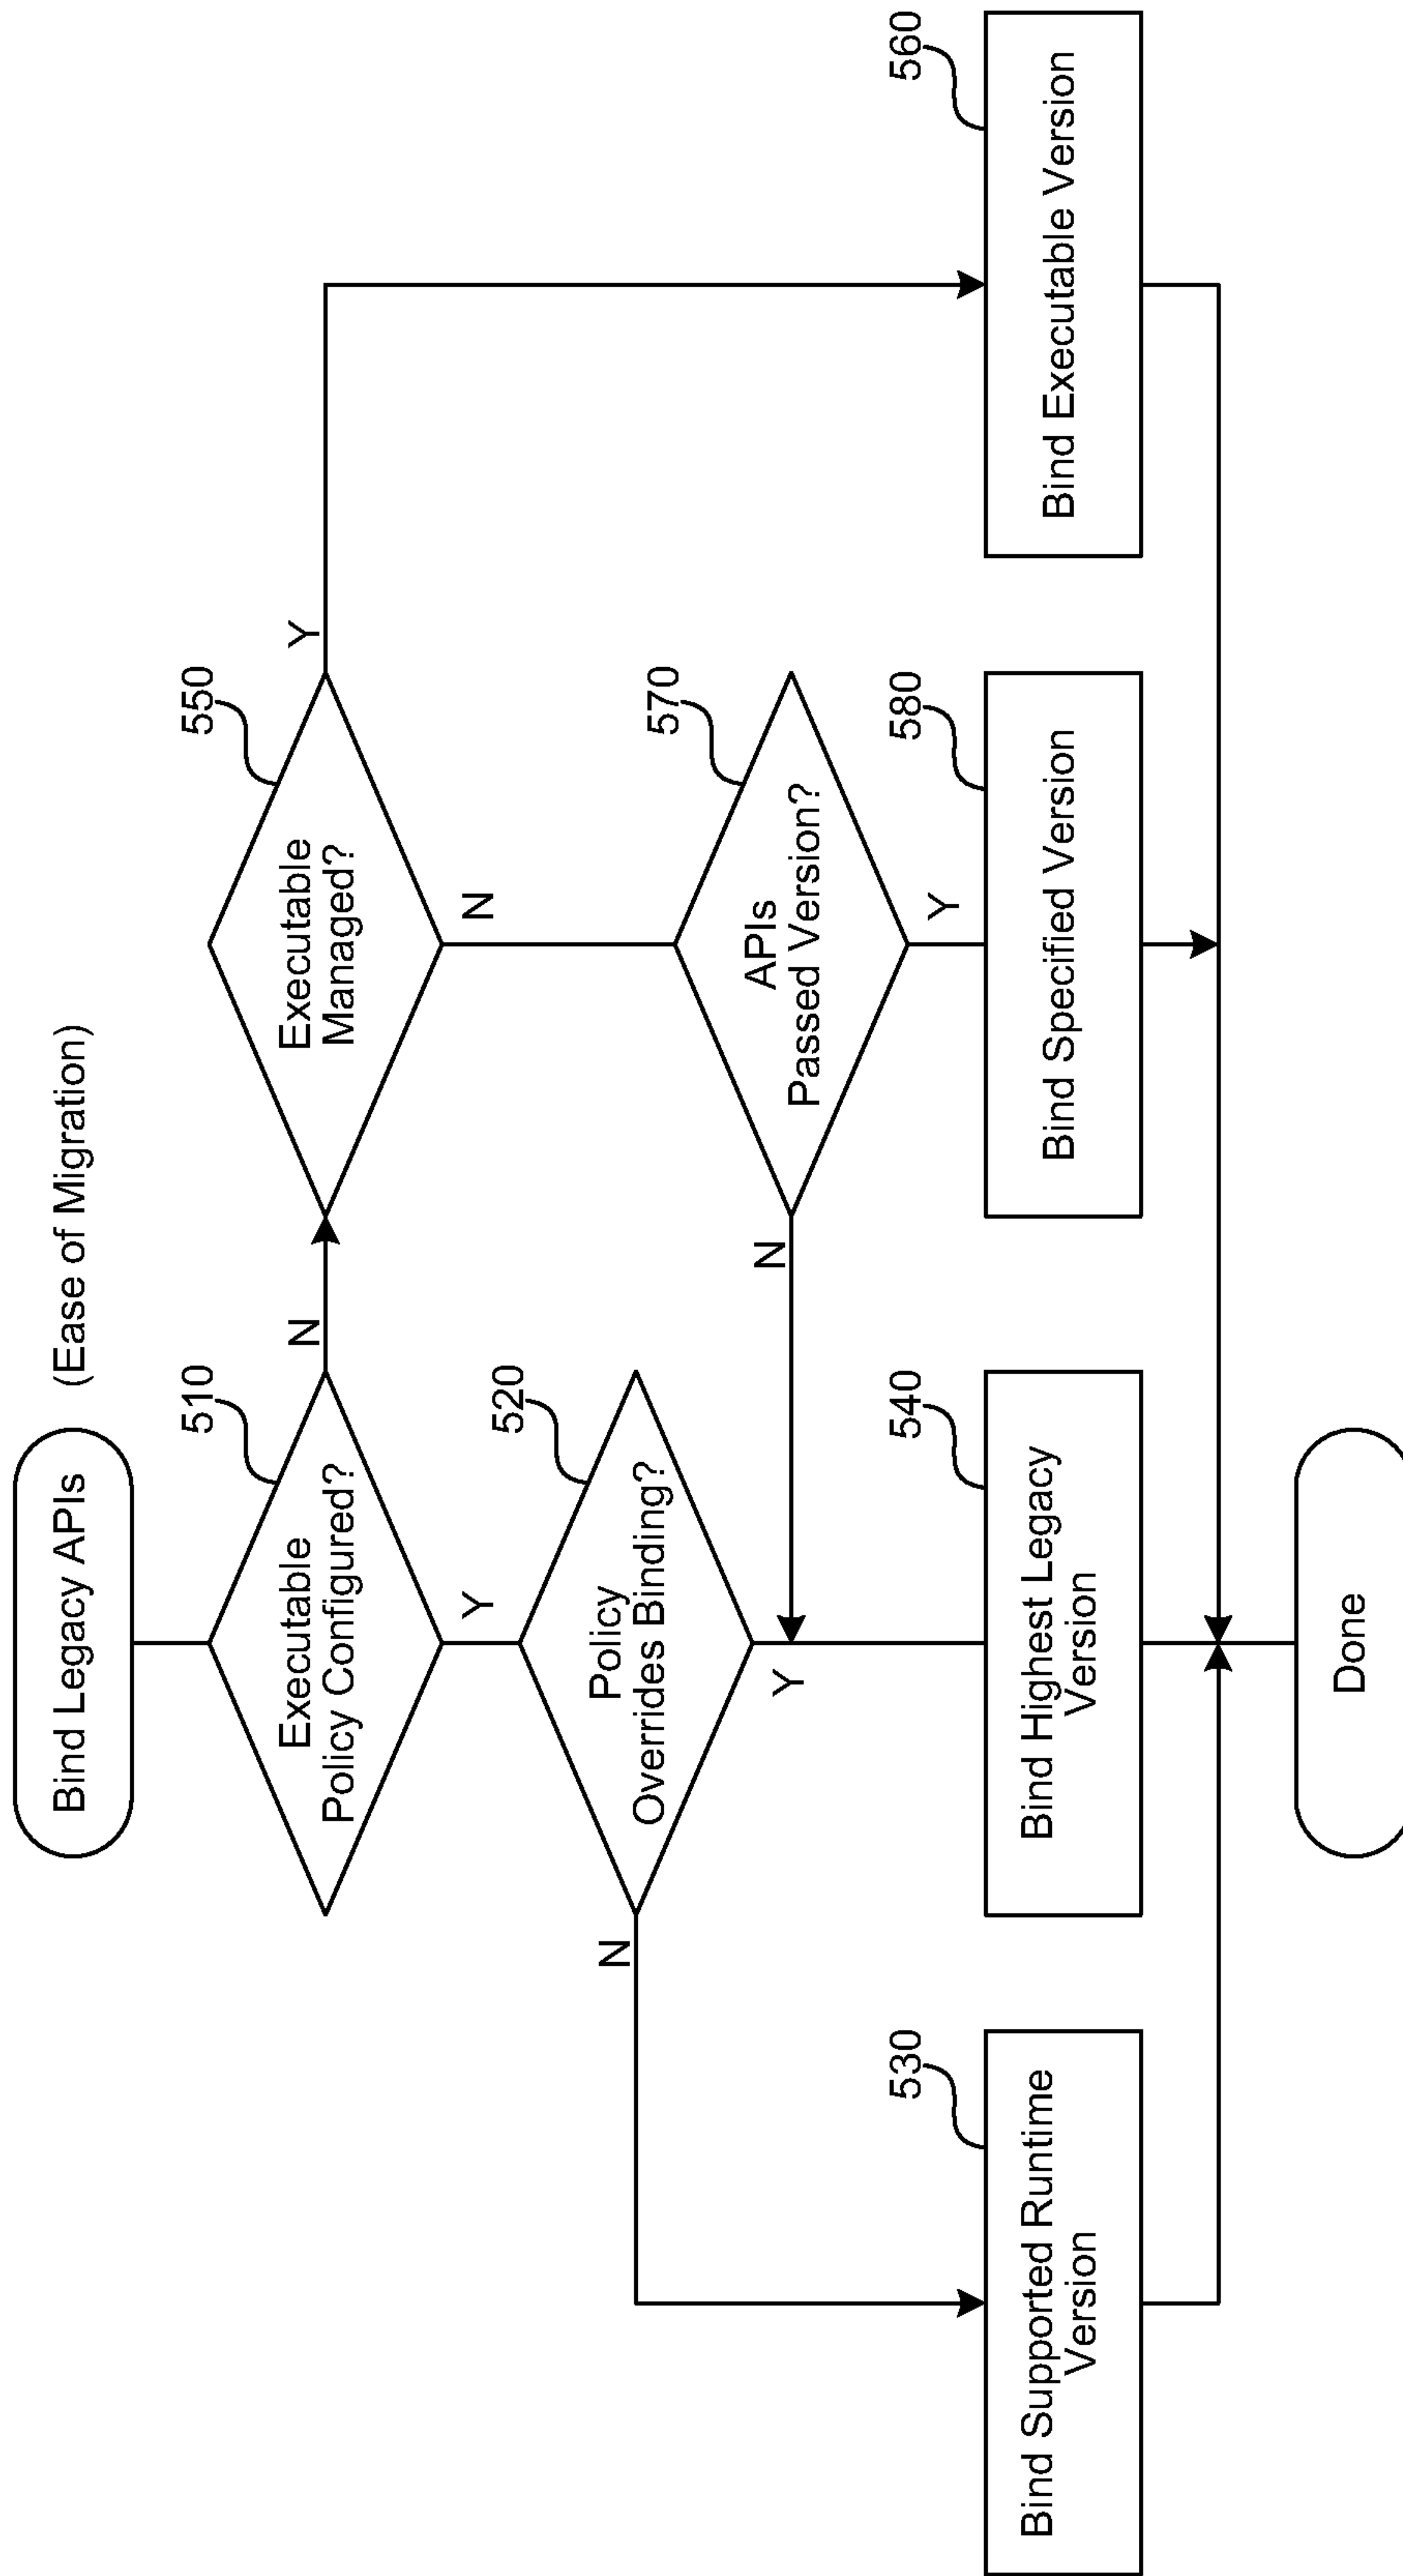 Bind Legacy APIs
(Ease of Migration)
510
Executable
Policy Configured?
N
Y
550
Executable
Managed?
Y
N
520
Policy
Overrides Binding?
N
Y
570
APIs
Passed Version?
N
Y
530
Bind Supported Runtime
Version
540
Bind Highest Legacy
Version
580
Bind Specified Version
560
Bind Executable Version
Done